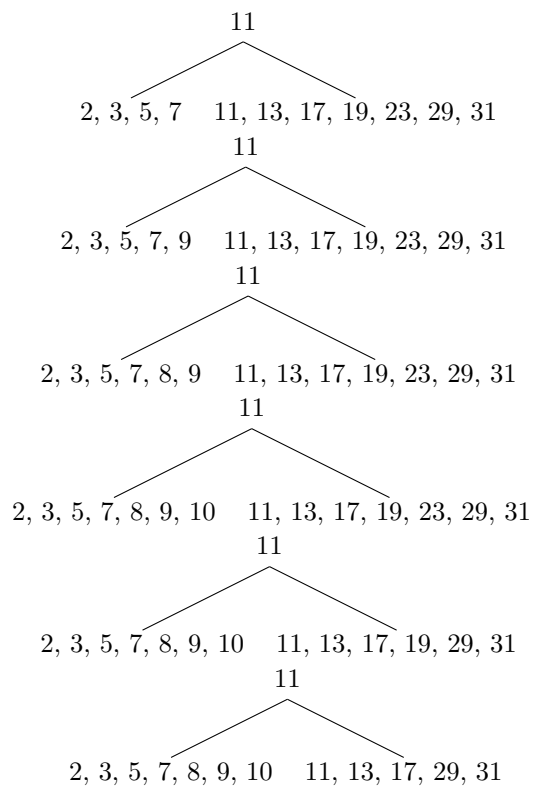 11
2, 3, 5, 7 11, 13, 17, 19, 23, 29, 31
11
2, 3, 5, 7, 9 11, 13, 17, 19, 23, 29, 31
11
2, 3, 5, 7, 8, 9 11, 13, 17, 19, 23, 29, 31
11
2, 3, 5, 7, 8, 9, 10 11, 13, 17, 19, 23, 29, 31
11
2, 3, 5, 7, 8, 9, 10 11, 13, 17, 19, 29, 31
11
2, 3, 5, 7, 8, 9, 10 11, 13, 17, 29, 31